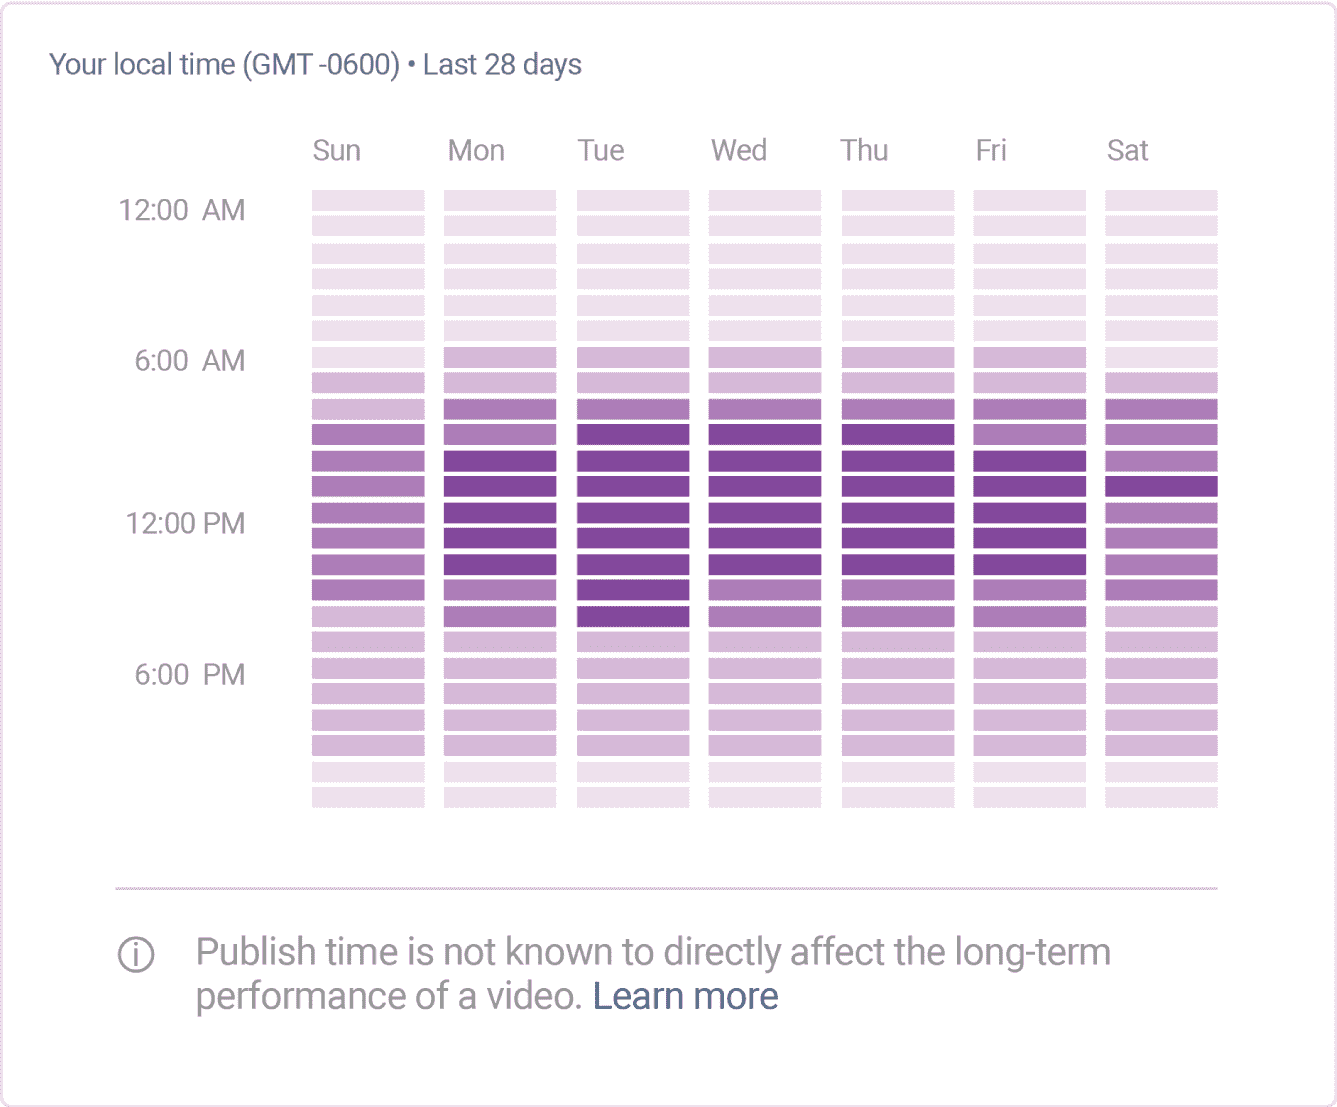 Your local time (GMT -0600) • Last 28 days
Sun Mon Tue Wed Thu Fri Sat
12:00 AM
6:00 AM
12:00 PM
6:00 PM
Publish time is not known to directly affect the long-term
performance of a video. Learn more